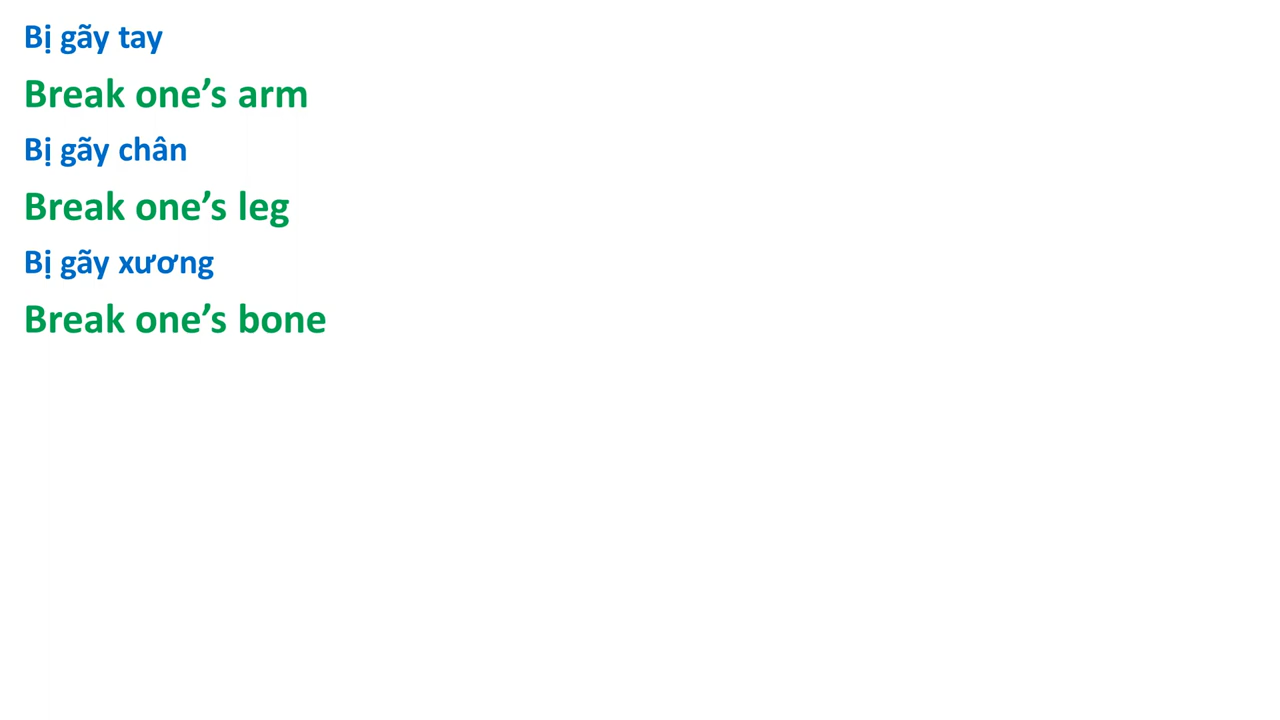 Bị gãy tay
Break one’s arm
Bị gãy chân
Break one’s leg
Bị gãy xương
Break one’s bone